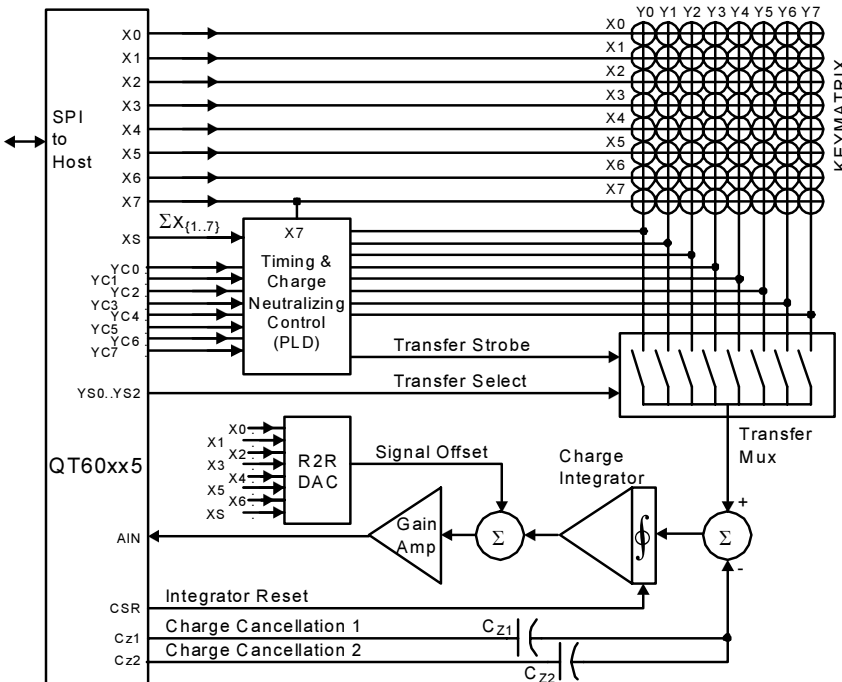 Y0 Y1 Y2 Y3 Y4 Y5 Y6 Y7
X0 X0
X1 X1
X2 X2
X3 X3
X4 X4
X5 X5
X6 X6
X7 X7
KEYMATRIX
SPI
to
Host
XS
ΣX{1..7}
X7
Timing &
Charge
Neutralizing
Control
(PLD)
YC0
YC1
YC2
YC3
YC4
YC5
YC6
YC7
Transfer Strobe
YS0..YS2
Transfer Select
Transfer
Mux
QT60xx5
X0
X1
X2
X3
X4
X5
X6
XS
R2R
DAC
Signal Offset
Charge
Integrator
AIN
Gain
Amp
Σ
∮
Σ
+
-
CSR
Integrator Reset
Cz1
Charge Cancellation 1
CZ1
Cz2
Charge Cancellation 2
CZ2